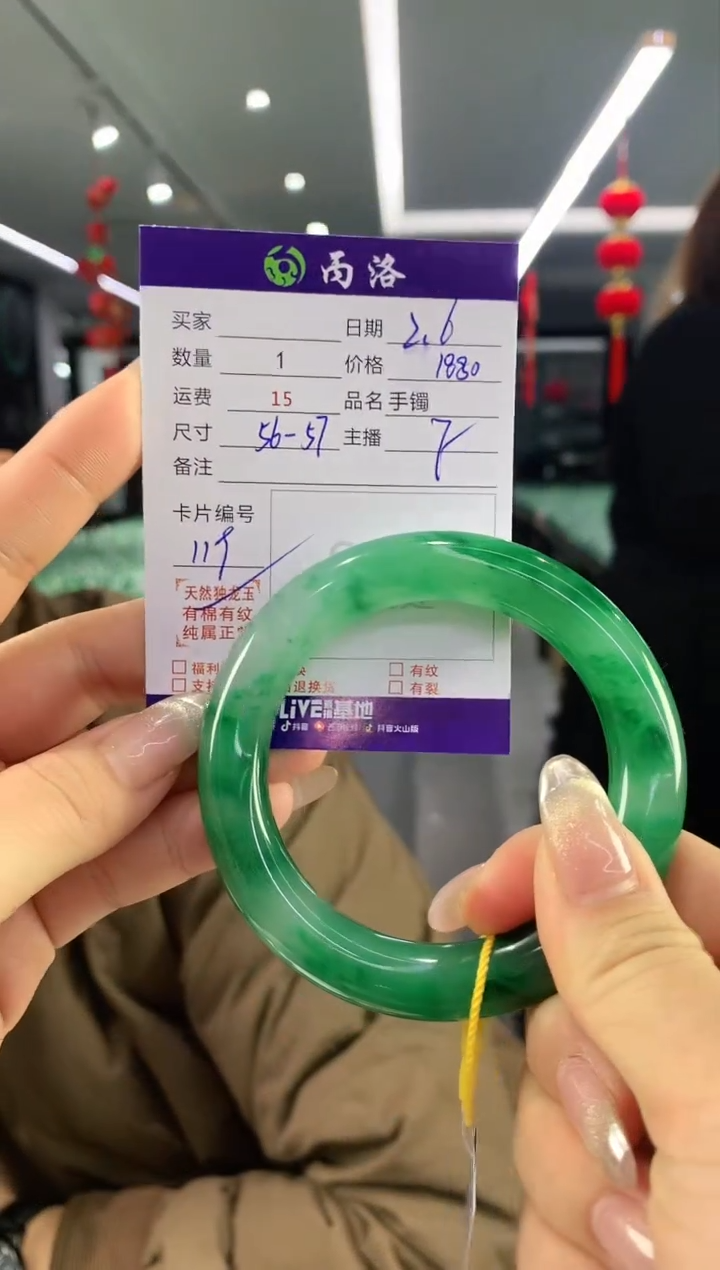 雨洛
买家 日期 2.6
数量 1 价格 1880
运费 15 品名 手镯
尺寸 56-57 主播
备注
卡片编号
119
天然独龙玉
有棉有纹
纯属正
福利 有纹
支 退换货 有裂
LiVE 基地
抖音 抖音火山版